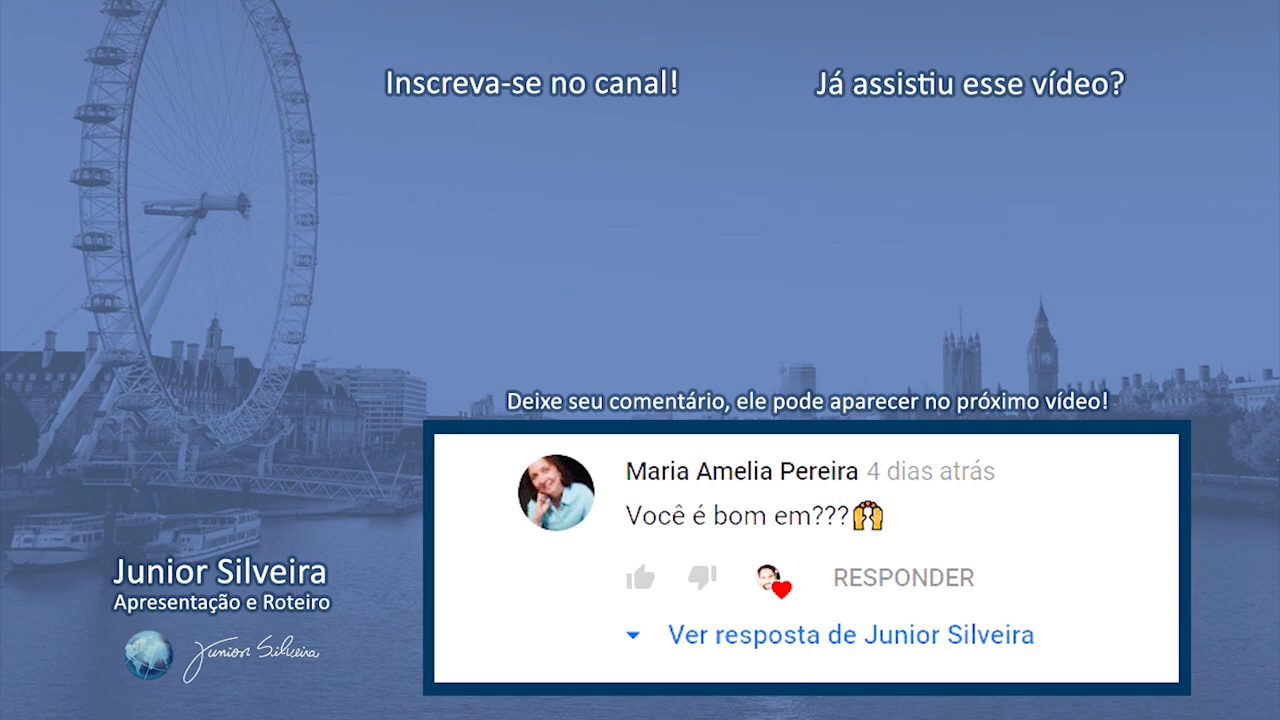 Inscreva-se no canal!
Já assistiu esse vídeo?
Deixe seu comentário, ele pode aparecer no próximo vídeo!
Maria Amelia Pereira 4 dias atrás
Você é bom em???🙌
RESPONDER
Ver resposta de Junior Silveira
Junior Silveira
Apresentação e Roteiro
Junior Silveira